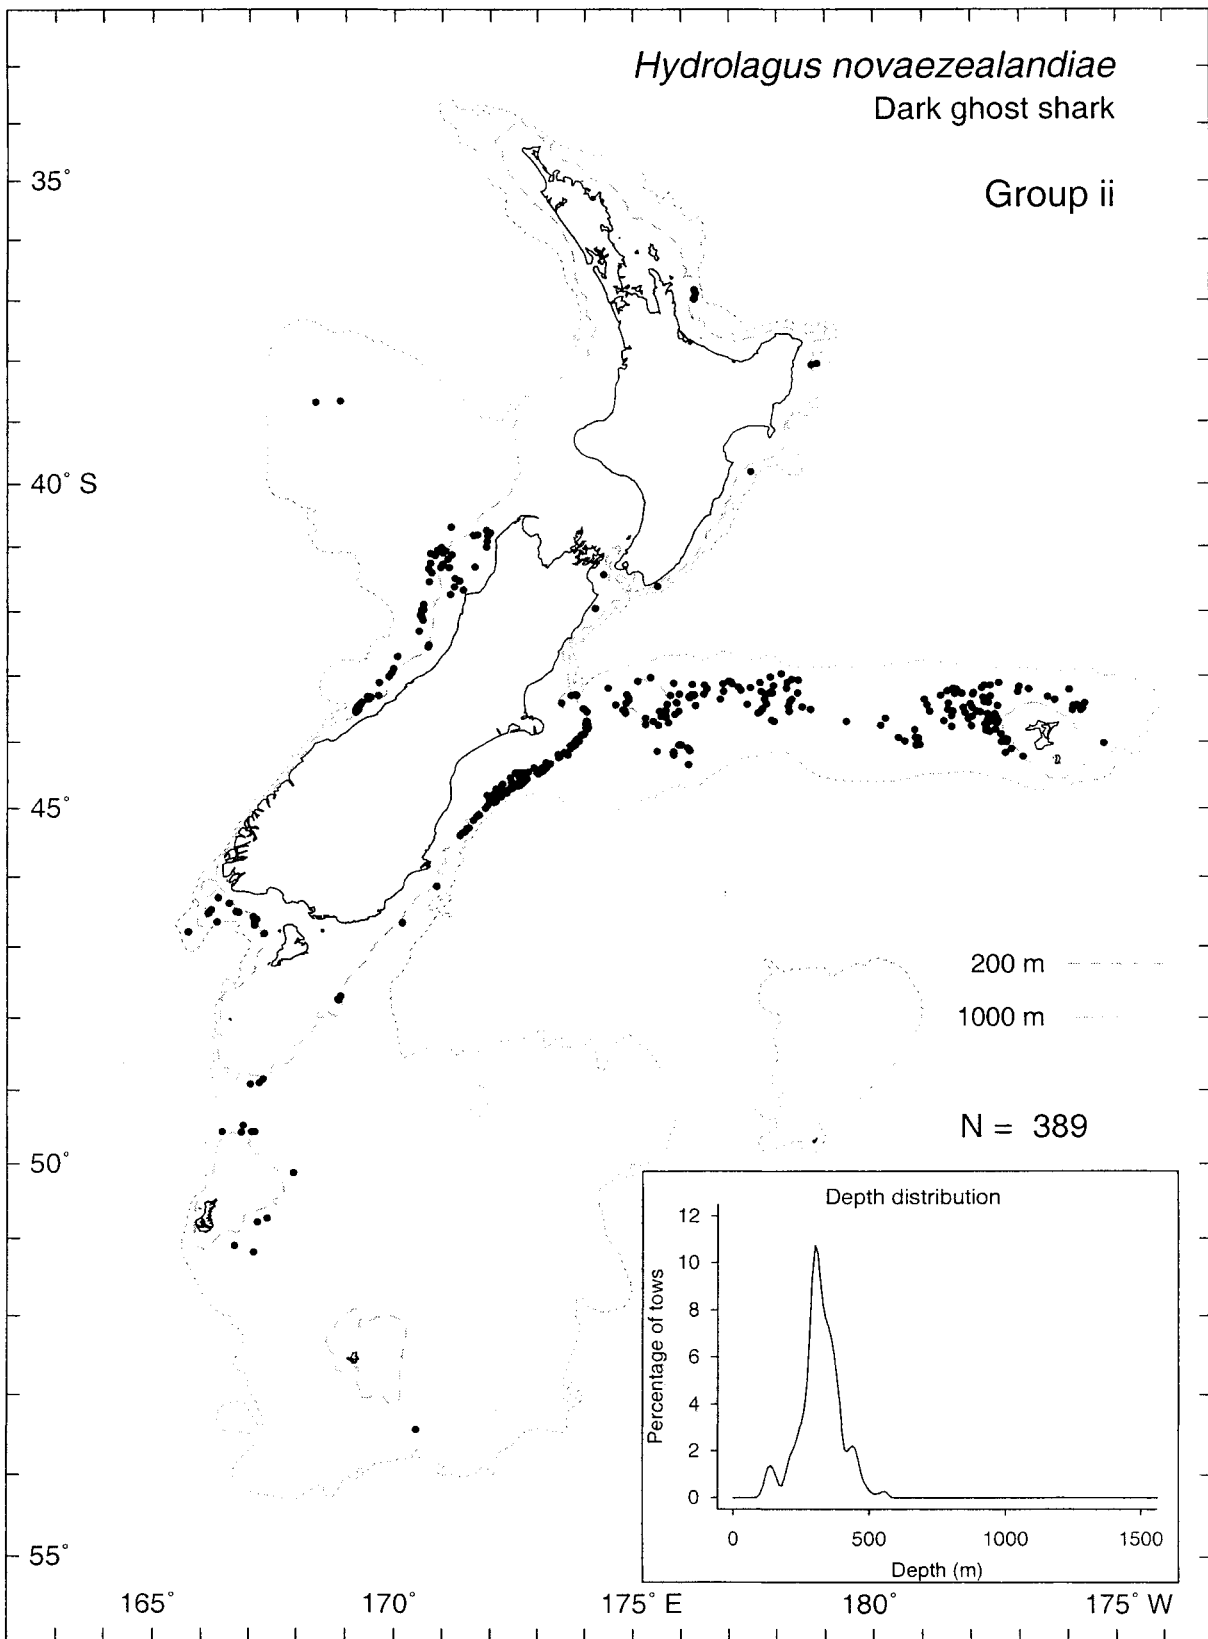 Hydrolagus novaezealandiae
Dark ghost shark
Group ii
35°
40° S
45°
50°
55°
200 m
1000 m
N = 389
Depth distribution
Percentage of tows
12
10
8
6
4
2
0
0 500 1000 1500
Depth (m)
165° 170° 175° E 180° 175° W